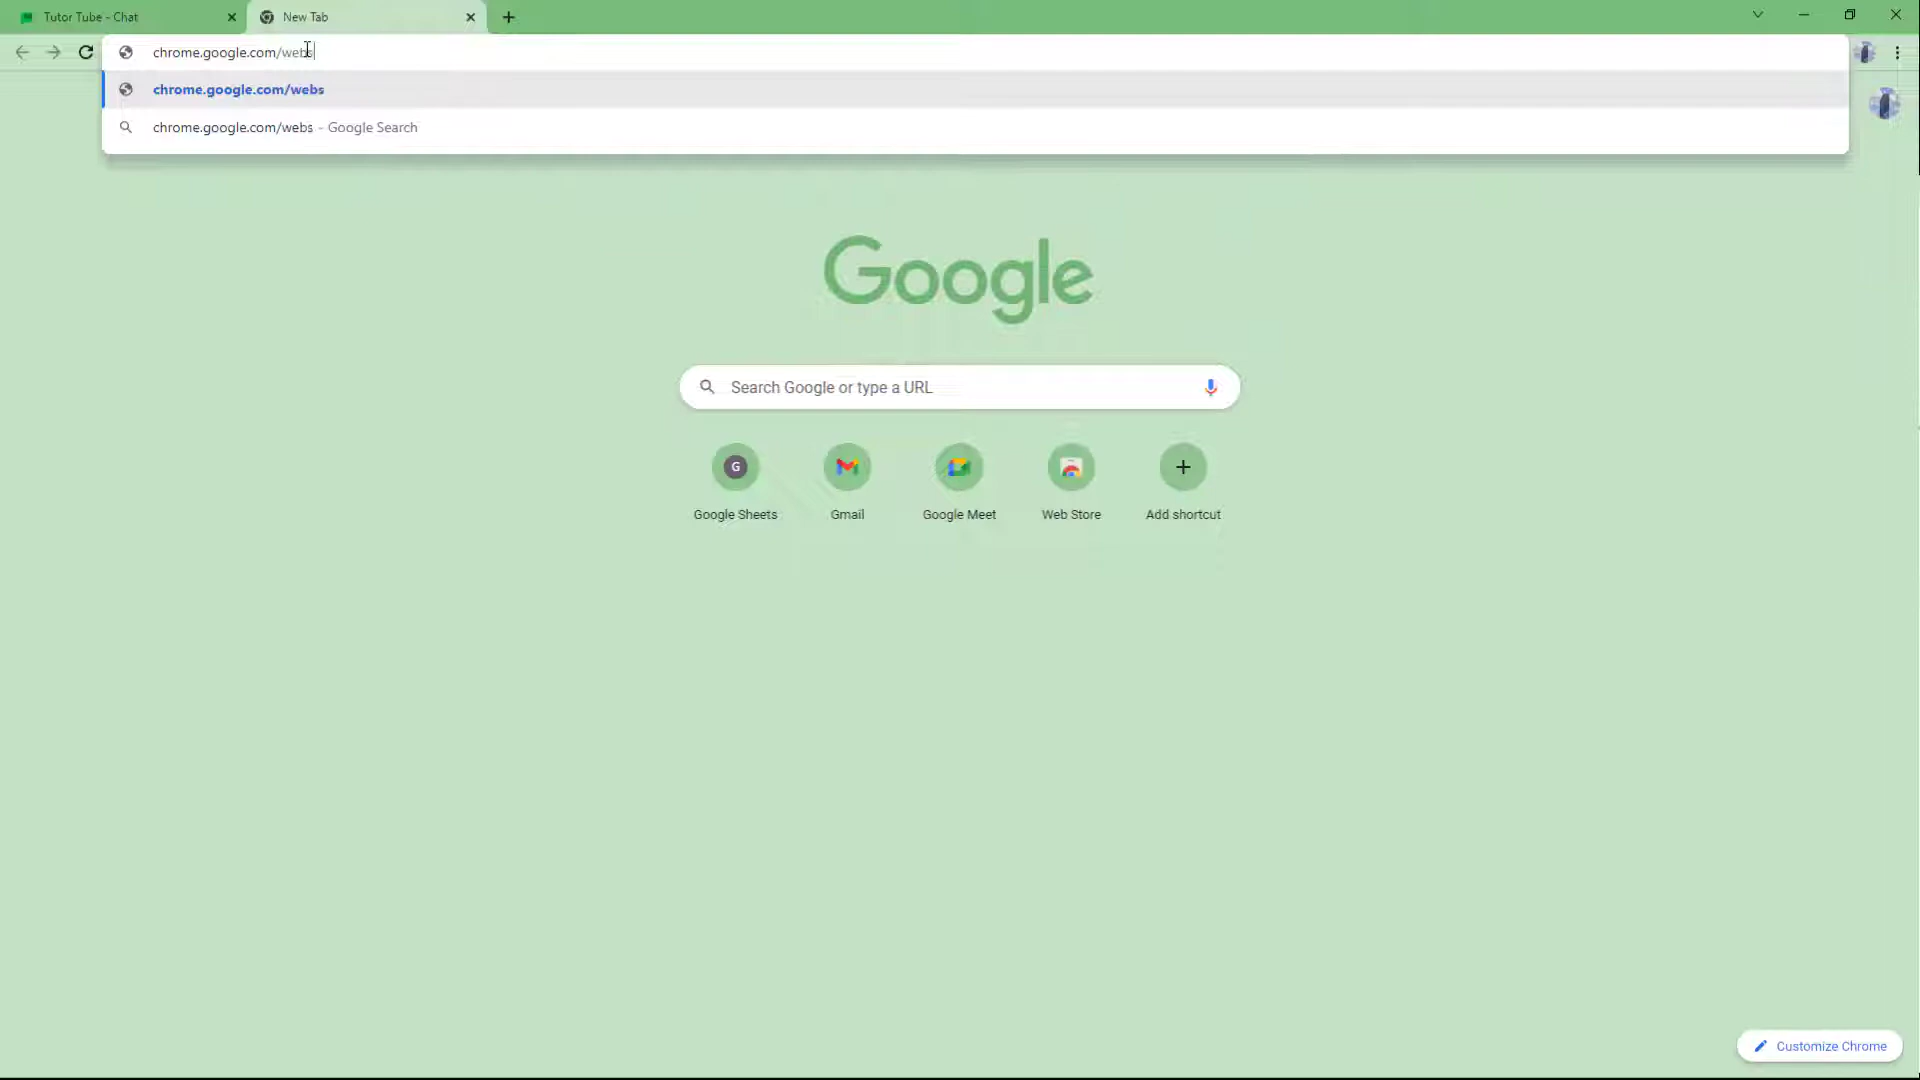 Tutor Tube - Chat
New Tab
chrome.google.com/webs
chrome.google.com/webs
chrome.google.com/webs - Google Search
Google
Search Google or type a URL
G
Google Sheets
Gmail
Google Meet
Web Store
Add shortcut
Customize Chrome